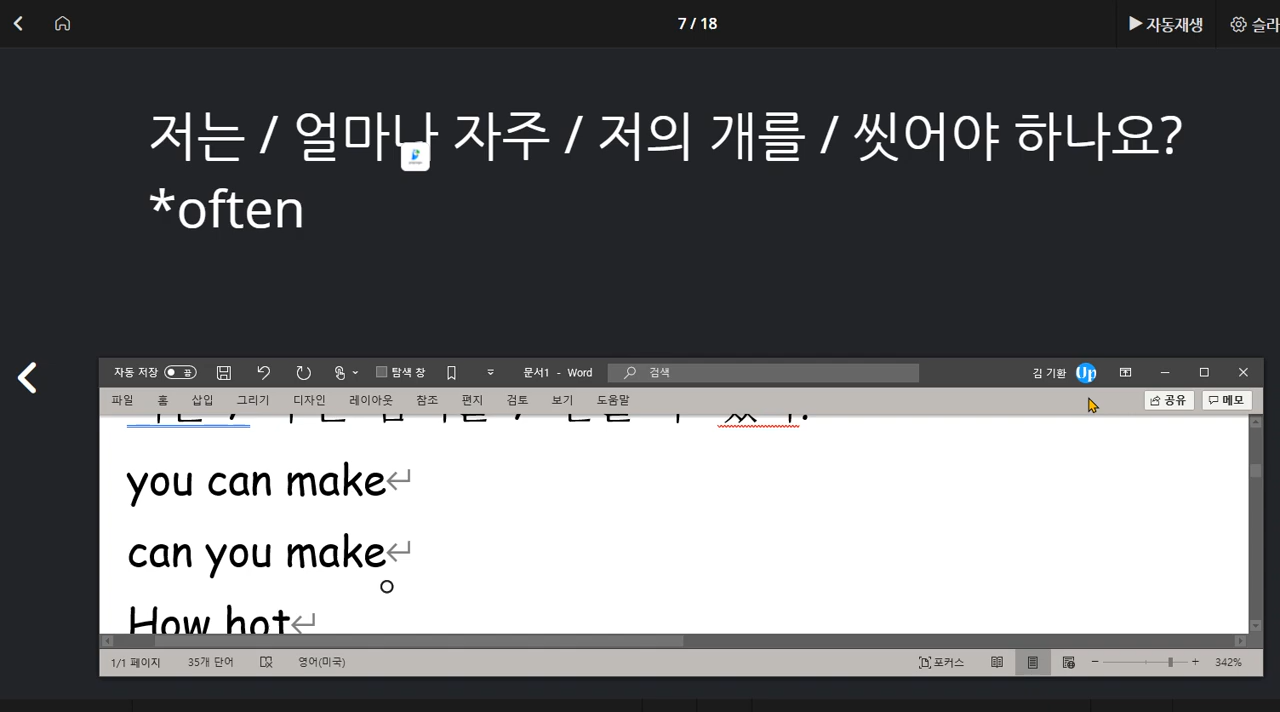 7 / 18
▶ 자동재생
슬라
저는 / 얼마나 자주 / 저의 개를 / 씻어야 하나요?
*often
자동 저장 끔 탐색 창 문서1 - Word 검색 김 기환 Up
파일 홈 삽입 그리기 디자인 레이아웃 참조 편지 검토 보기 도움말 공유 메모
you can make
can you make
How hot
1/1 페이지 35개 단어 영어(미국) 포커스 342%